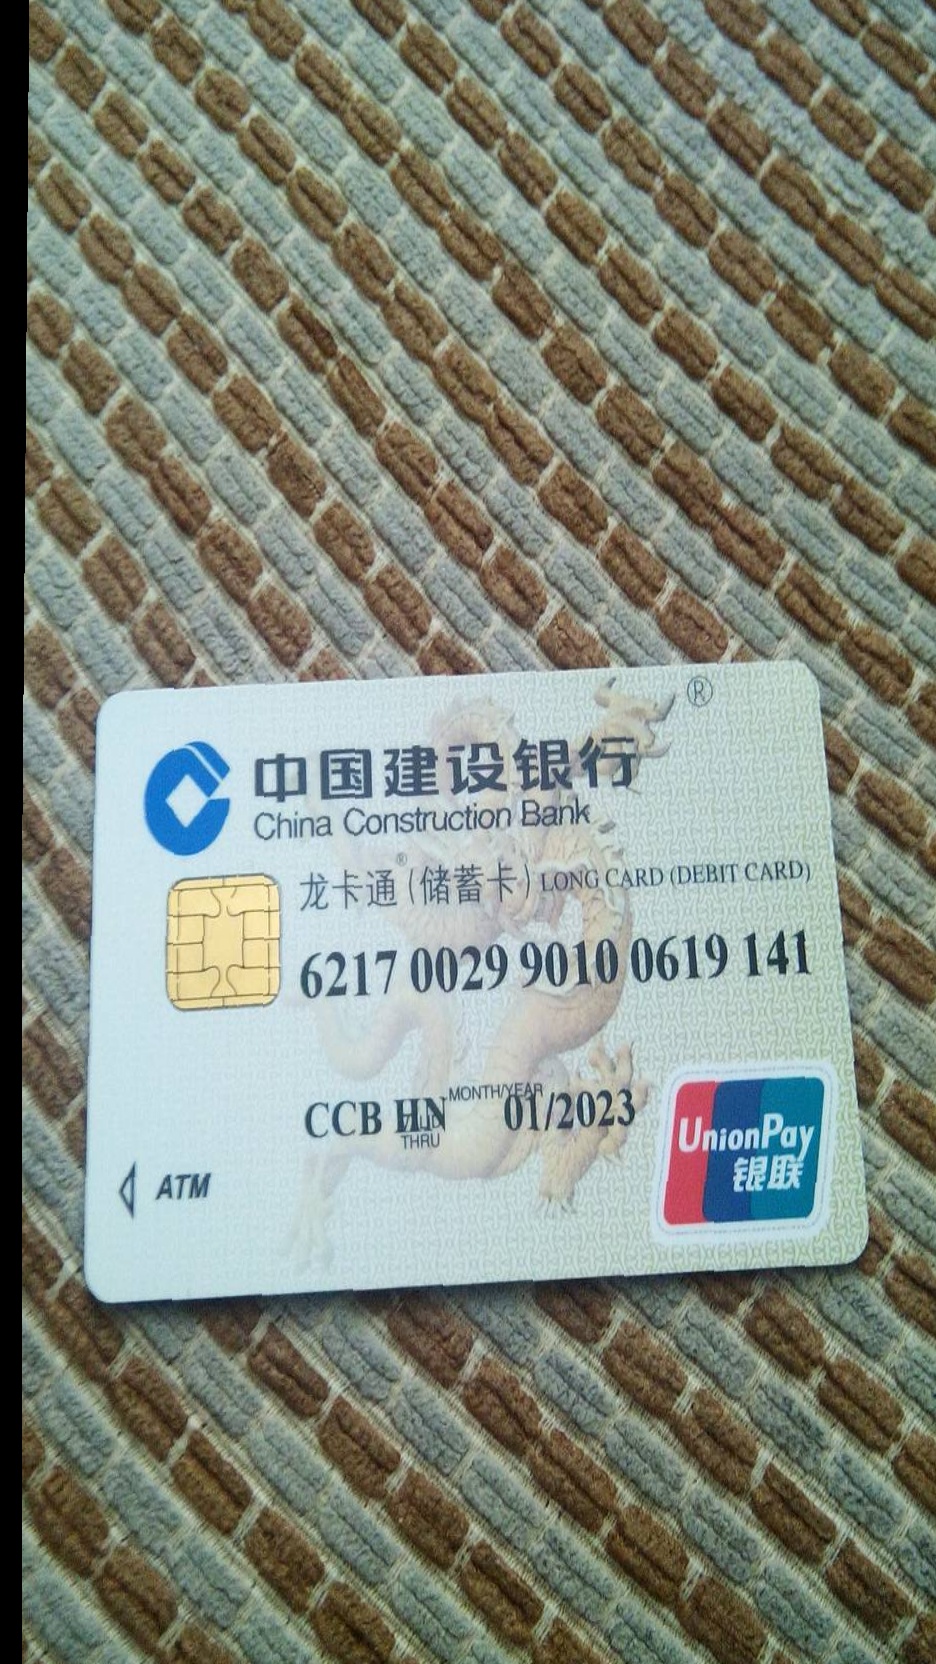 ®
中国建设银行
China Construction Bank
龙卡通®(储蓄卡) LONG CARD (DEBIT CARD)
6217 0029 9010 0619 141
MONTH/YEAR
CCB HN 01/2023
THRU
ATM
UnionPay
银联